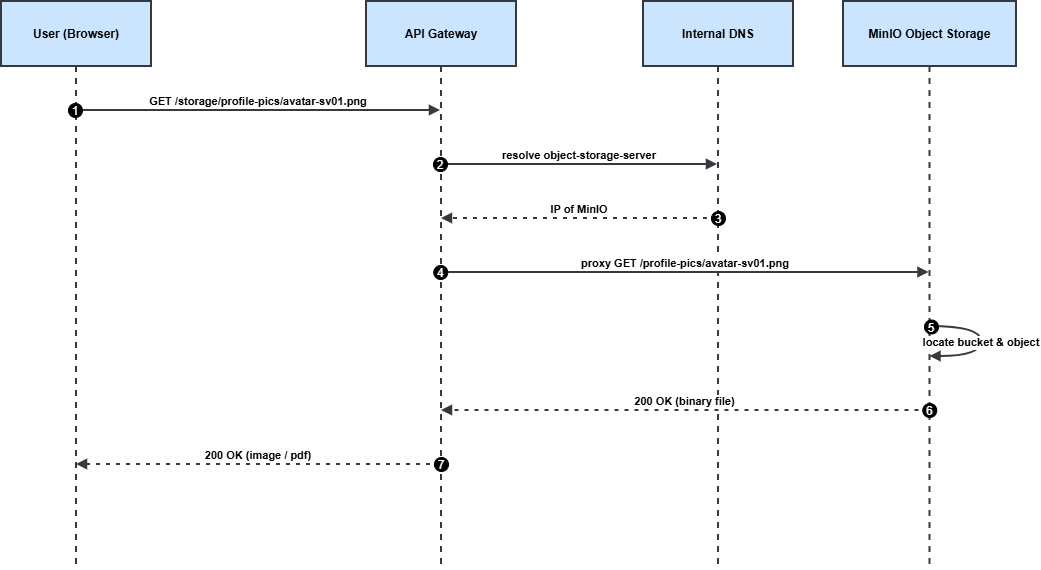 User (Browser)
API Gateway
Internal DNS
MinIO Object Storage
1
GET /storage/profile-pics/avatar-sv01.png
2
resolve object-storage-server
IP of MinIO
3
4
proxy GET /profile-pics/avatar-sv01.png
5
locate bucket & object
200 OK (binary file)
6
200 OK (image / pdf)
7